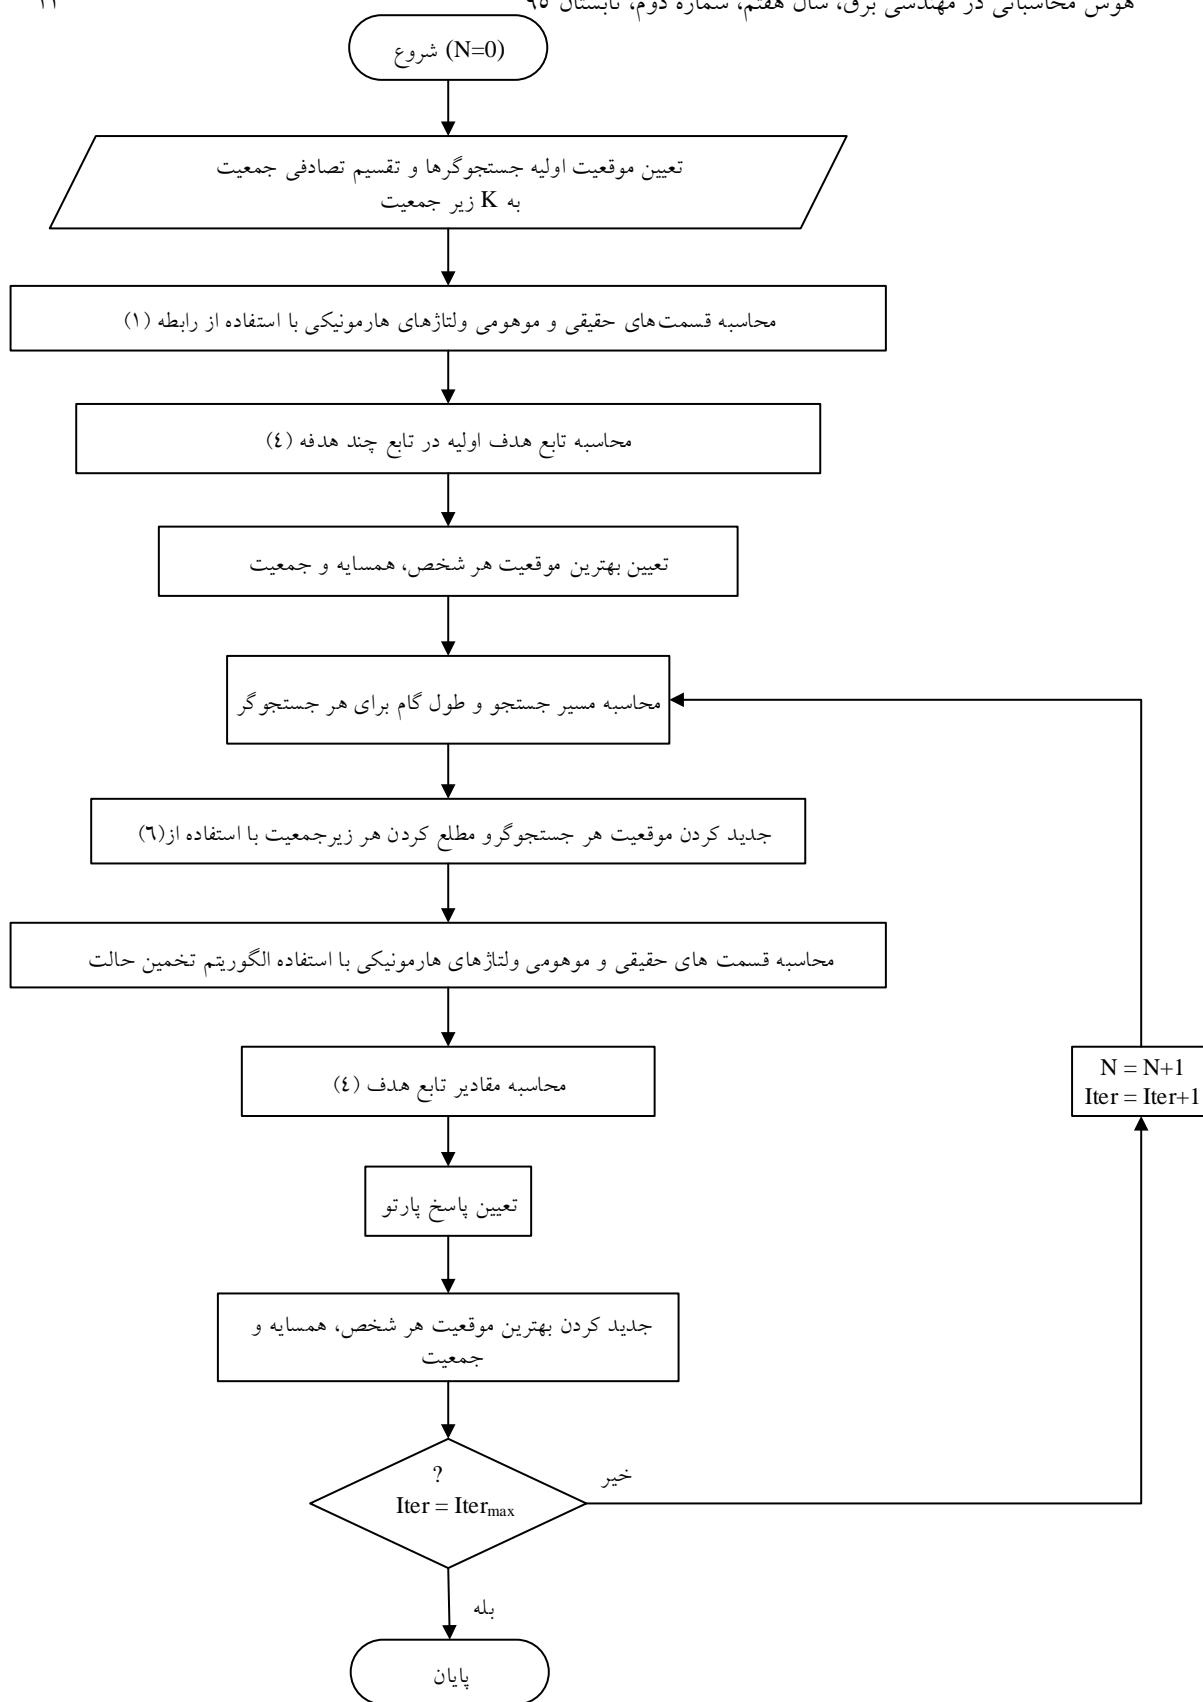 هوش محاسباتی در مهندسی برق، سال هفتم، شماره دوم، تابستان ۹۵
شروع (N=0)
تعیین موقعیت اولیه جستجوگرها و تقسیم تصادفی جمعیت
به K زیر جمعیت
محاسبه قسمت‌های حقیقی و موهومی ولتاژهای هارمونیکی با استفاده از رابطه (۱)
محاسبه تابع هدف اولیه در تابع چند هدفه (٤)
تعیین بهترین موقعیت هر شخص، همسایه و جمعیت
محاسبه مسیر جستجو و طول گام برای هر جستجوگر
جدید کردن موقعیت هر جستجوگر و مطلع کردن هر زیرجمعیت با استفاده از(٦)
محاسبه قسمت های حقیقی و موهومی ولتاژهای هارمونیکی با استفاده الگوریتم تخمین حالت
N = N+1
Iter = Iter+1
محاسبه مقادیر تابع هدف (٤)
تعیین پاسخ پارتو
جدید کردن بهترین موقعیت هر شخص، همسایه و
جمعیت
?
Iter = Itermax
خیر
بله
پایان